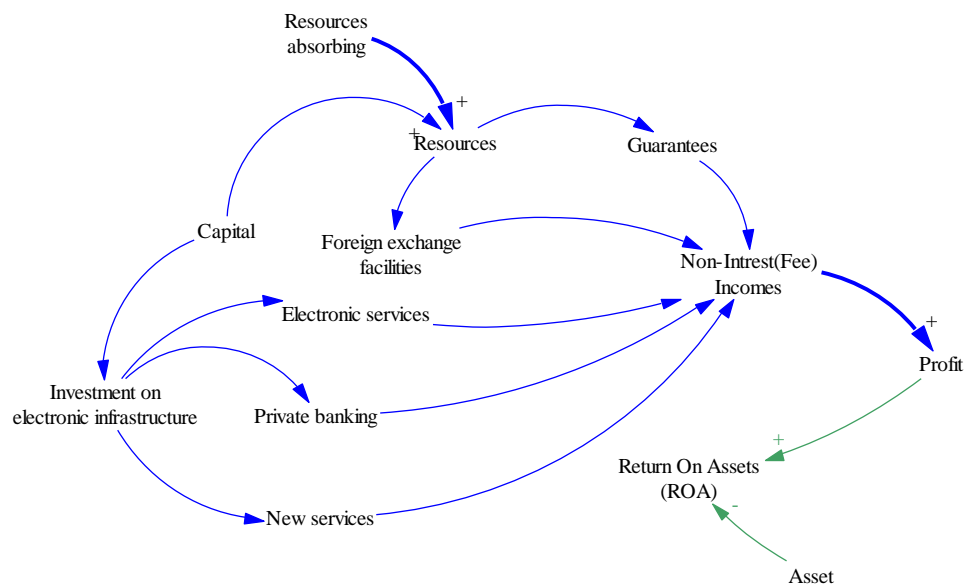 Resources
absorbing
+
+
Resources
Guarantees
Capital
Foreign exchange
facilities
Non-Intrest(Fee)
Incomes
Electronic services
+
Profit
Investment on
electronic infrastructure
Private banking
+
Return On Assets
(ROA)
-
New services
Asset